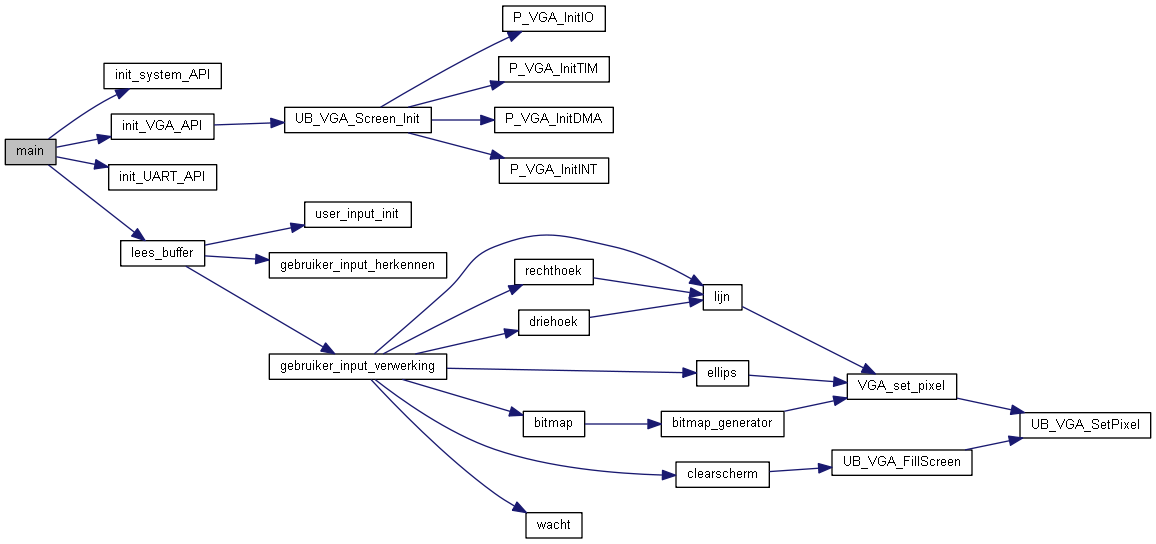 P_VGA_InitIO
init_system_API
P_VGA_InitTIM
init_VGA_API
UB_VGA_Screen_Init
P_VGA_InitDMA
main
P_VGA_InitINT
init_UART_API
user_input_init
lees_buffer
gebruiker_input_herkennen
rechthoek
lijn
driehoek
gebruiker_input_verwerking
ellips
VGA_set_pixel
bitmap
bitmap_generator
UB_VGA_SetPixel
clearscherm
UB_VGA_FillScreen
wacht